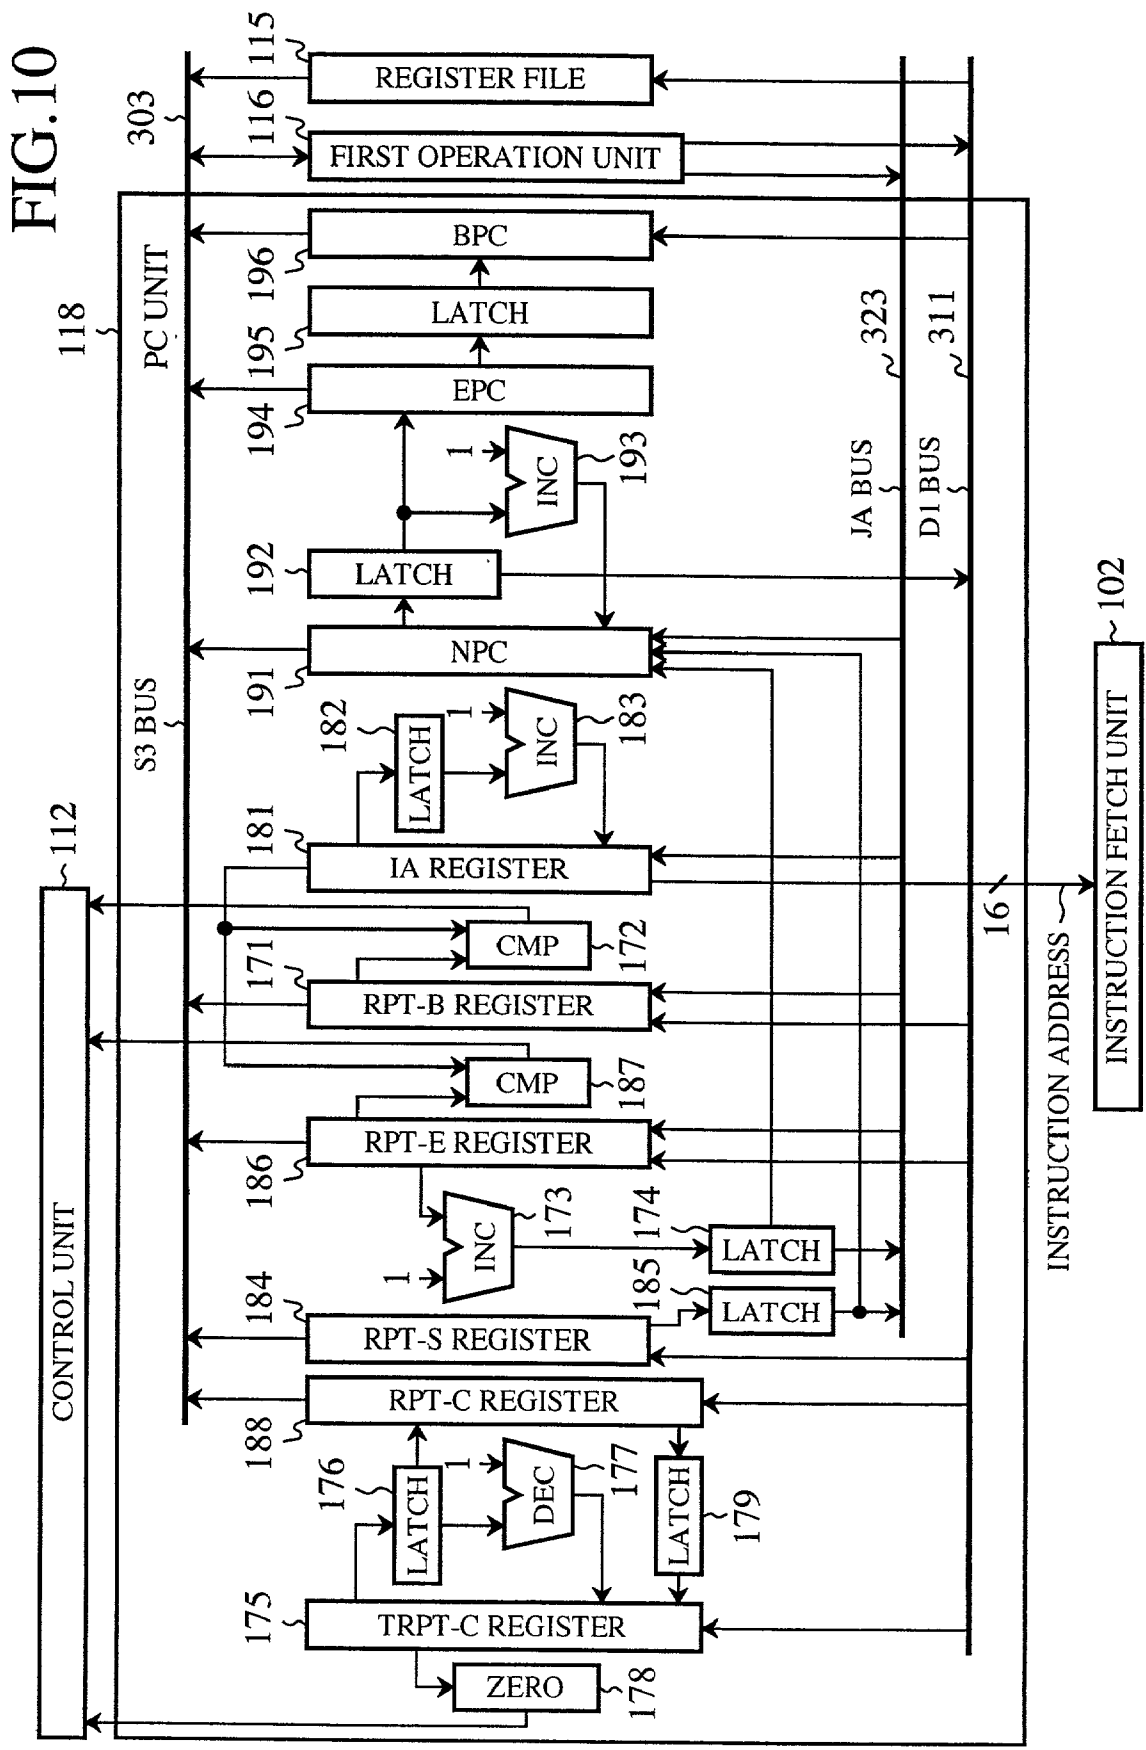 FIG.10
CONTROL UNIT
112
118
PC UNIT
S3 BUS
303
175
TRPT-C REGISTER
ZERO
178
176
LATCH
1
DEC
177
LATCH
179
188
RPT-C REGISTER
184
RPT-S REGISTER
185
LATCH
1
INC
173
174
LATCH
186
RPT-E REGISTER
CMP
187
171
RPT-B REGISTER
CMP
172
181
IA REGISTER
182
LATCH
1
INC
183
191
NPC
192
LATCH
1
INC
193
194
EPC
195
LATCH
196
BPC
116
FIRST OPERATION UNIT
115
REGISTER FILE
JA BUS
323
D1 BUS
311
16
INSTRUCTION ADDRESS
INSTRUCTION FETCH UNIT
102